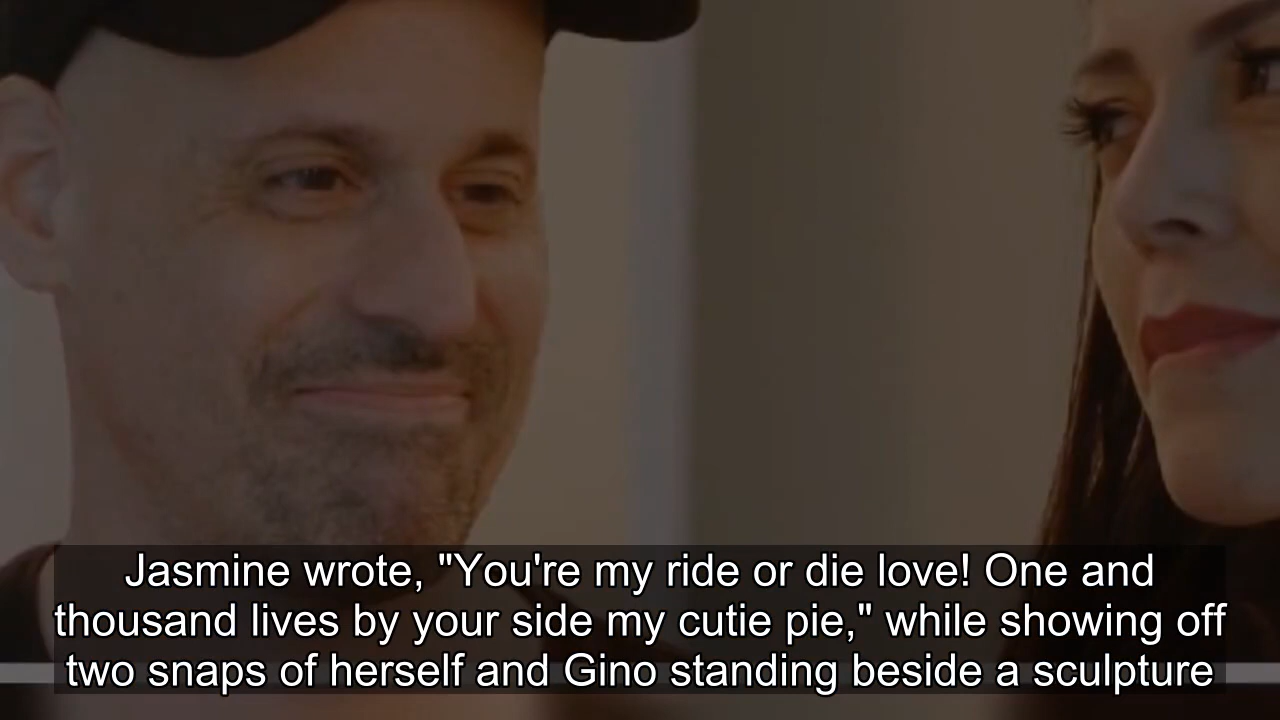 Jasmine wrote, "You're my ride or die love! One and
thousand lives by your side my cutie pie," while showing off
two snaps of herself and Gino standing beside a sculpture